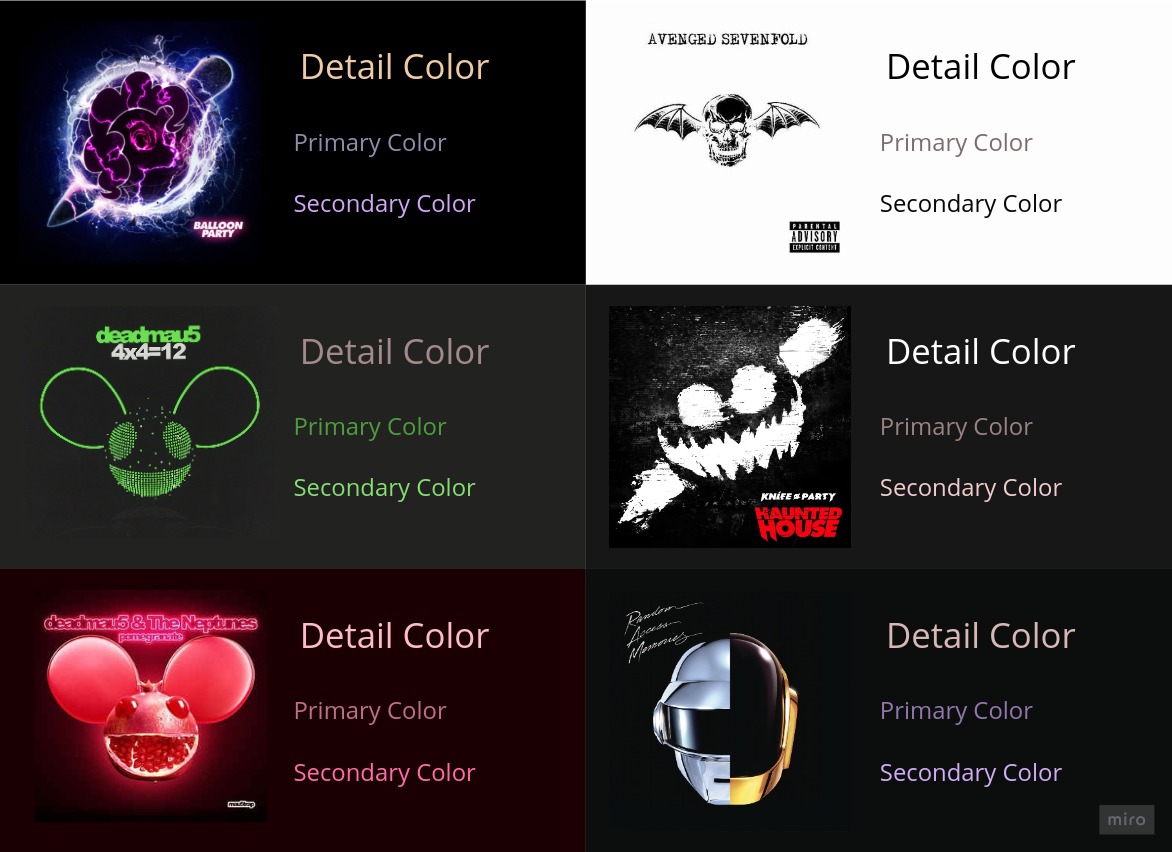 BALLOON
PARTY
Detail Color
Primary Color
Secondary Color
AVENGED SEVENFOLD
PARENTAL
ADVISORY
EXPLICIT CONTENT
Detail Color
Primary Color
Secondary Color
deadmau5
4x4=12
Detail Color
Primary Color
Secondary Color
KNIFE PARTY
HAUNTED
HOUSE
Detail Color
Primary Color
Secondary Color
deadmau5 & The Neptunes
pomegranate
mau5trap
Detail Color
Primary Color
Secondary Color
Random
Access
Memories
Detail Color
Primary Color
Secondary Color
miro